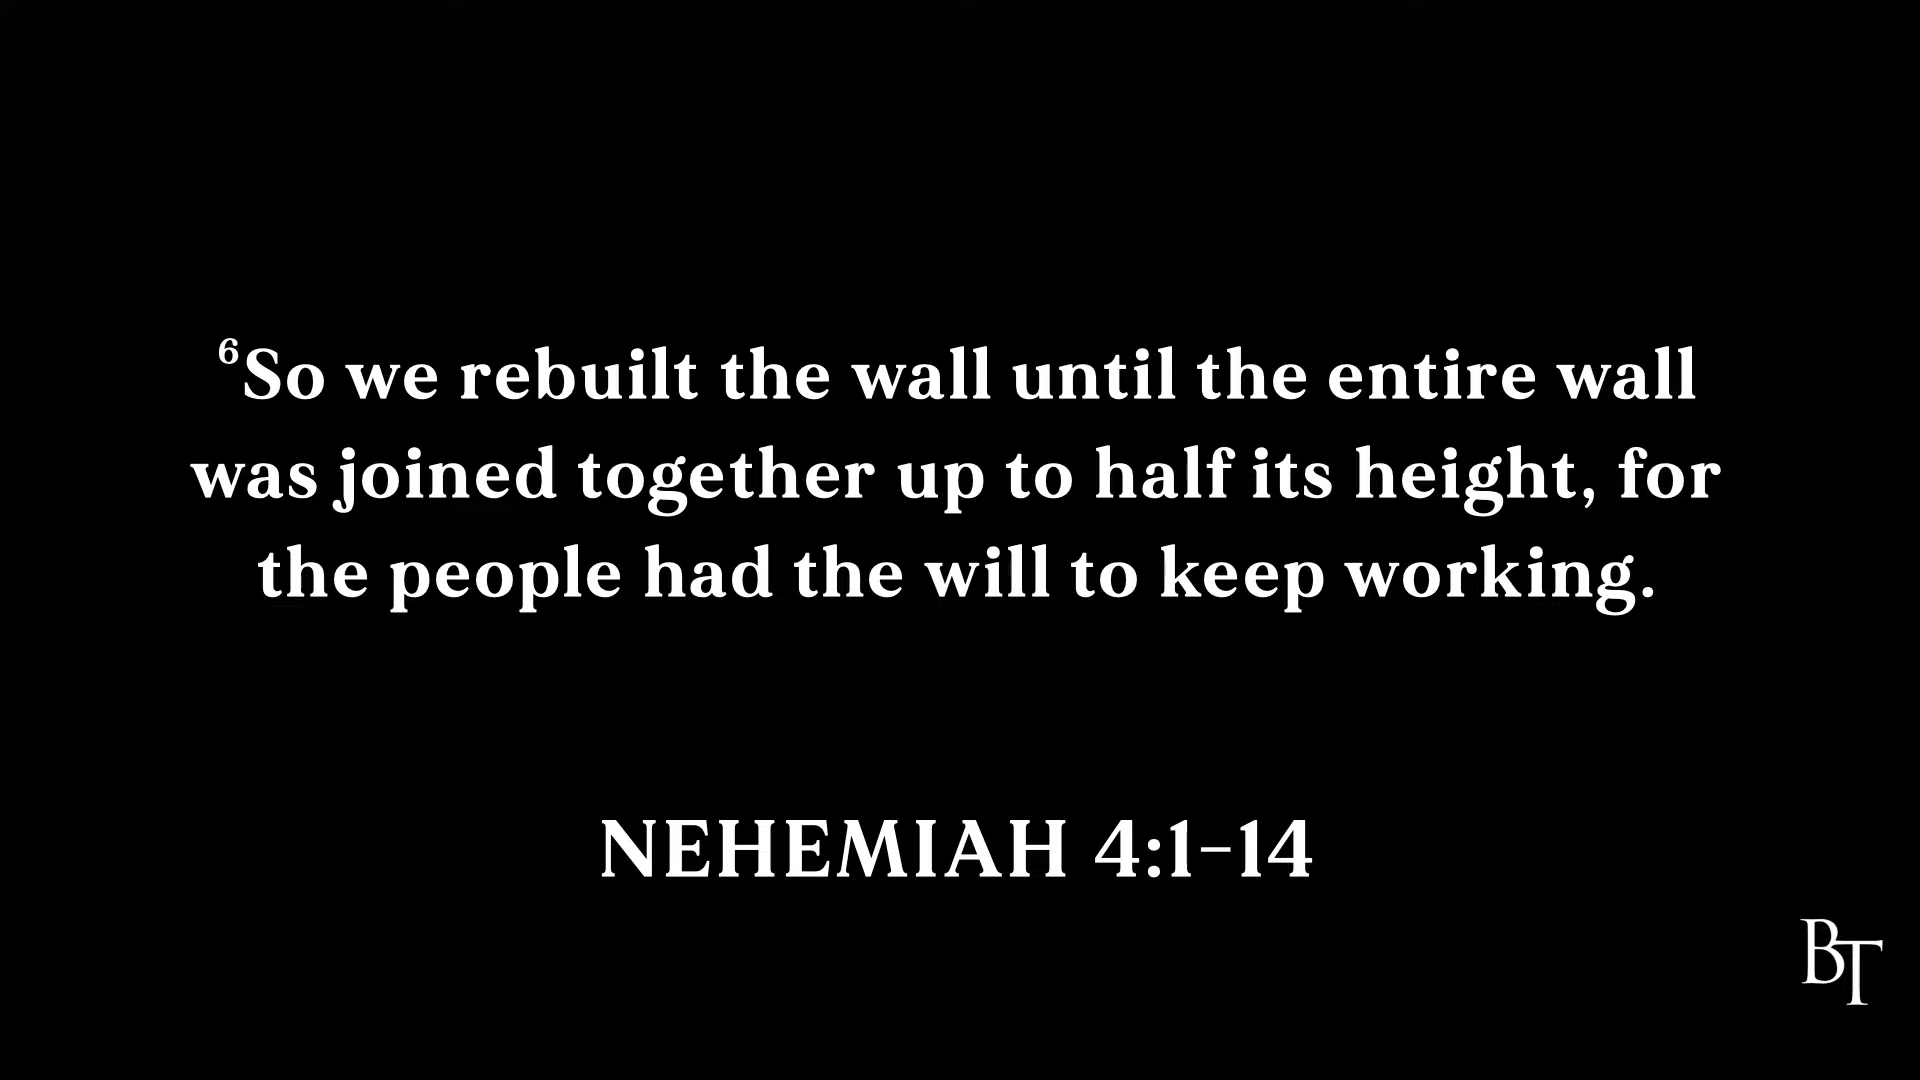 ⁶So we rebuilt the wall until the entire wall
was joined together up to half its height, for
the people had the will to keep working.
NEHEMIAH 4:1–14
BT